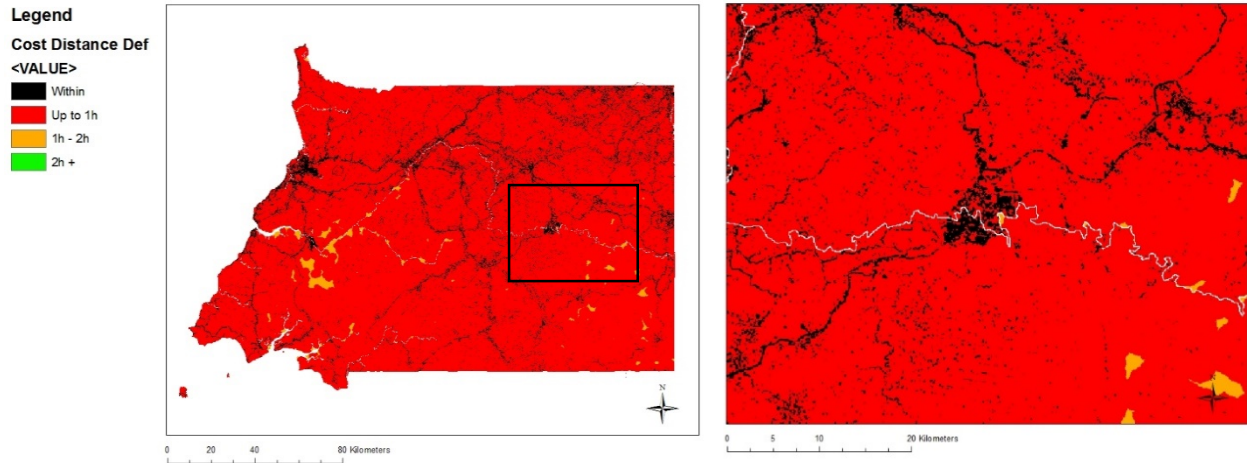 Legend
Cost Distance Def
<VALUE>
Within
Up to 1h
1h - 2h
2h +
N
0 20 40 80 Kilometers
0 5 10 20 Kilometers